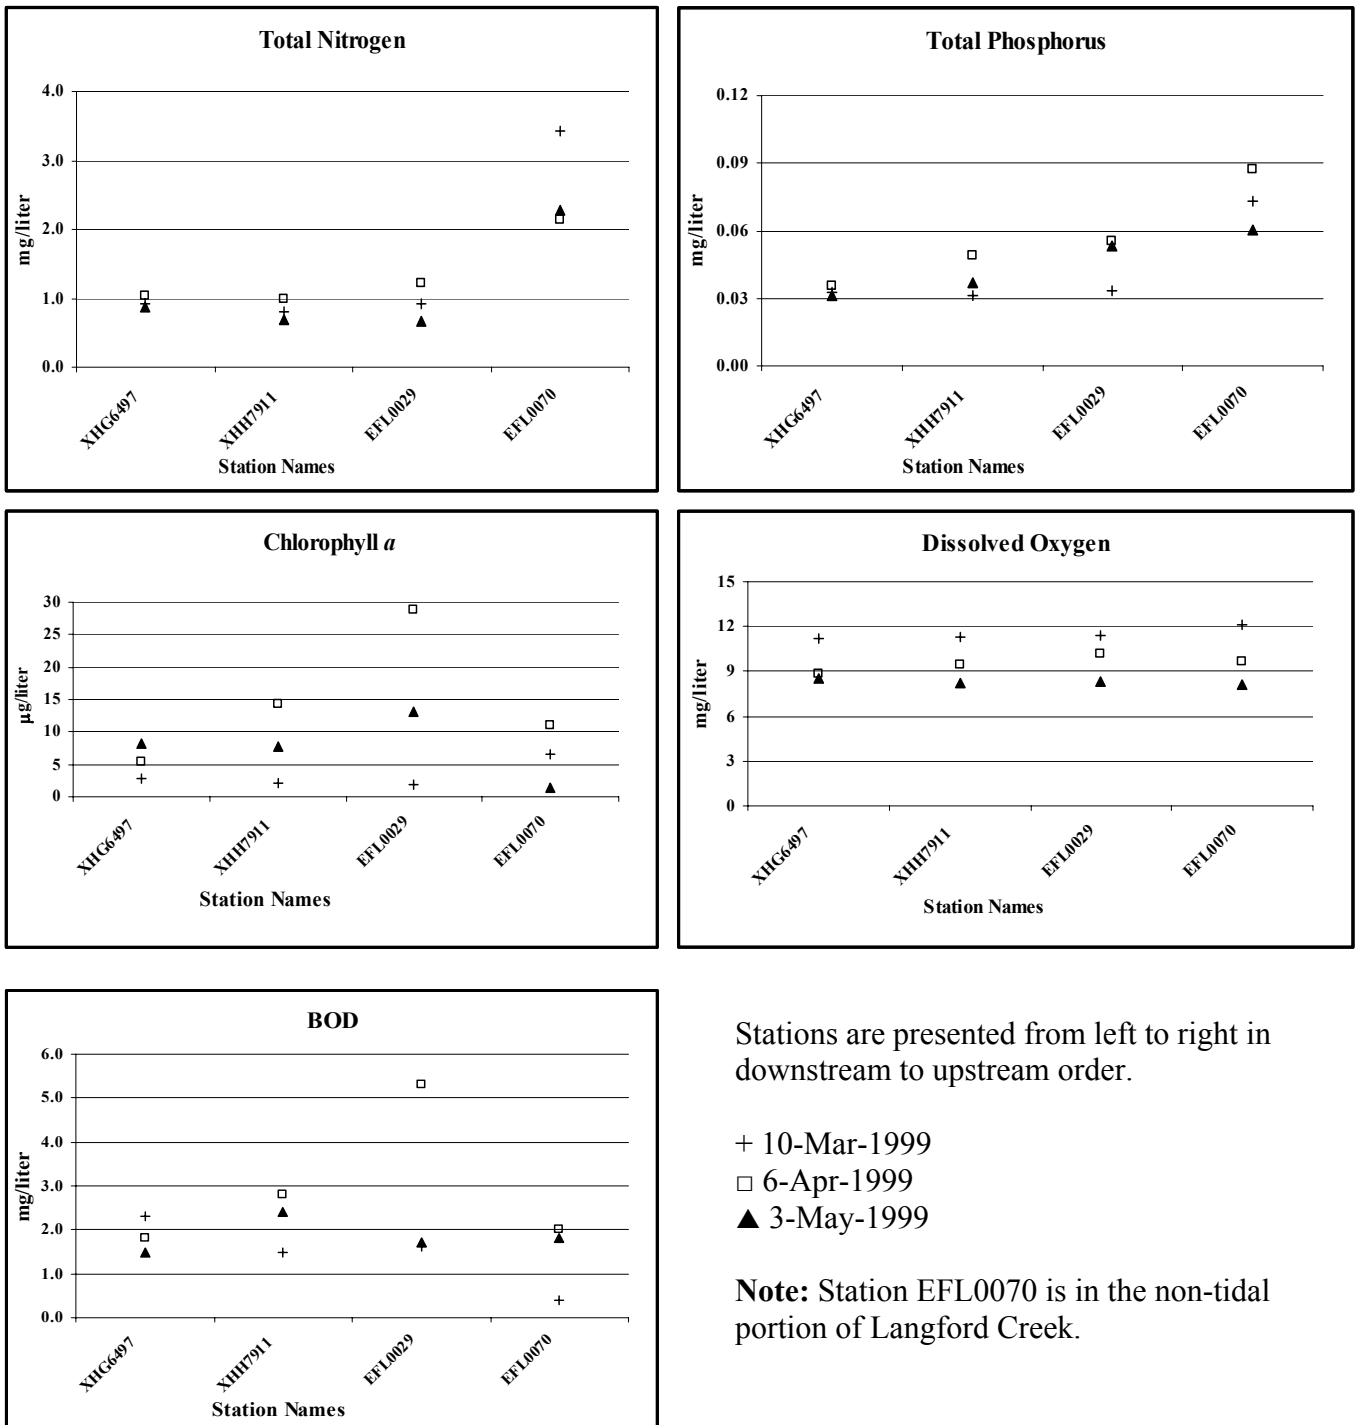 Total Nitrogen
4.0
3.0
2.0
1.0
0.0
mg/liter
XHG6497
XHH7911
EFL0029
EFL0070
Station Names
Total Phosphorus
0.12
0.09
0.06
0.03
0.00
mg/liter
XHG6497
XHH7911
EFL0029
EFL0070
Station Names
Chlorophyll a
30
25
20
15
10
5
0
µg/liter
XHG6497
XHH7911
EFL0029
EFL0070
Station Names
Dissolved Oxygen
15
12
9
6
3
0
mg/liter
XHG6497
XHH7911
EFL0029
EFL0070
Station Names
BOD
6.0
5.0
4.0
3.0
2.0
1.0
0.0
mg/liter
XHG6497
XHH7911
EFL0029
EFL0070
Station Names
Stations are presented from left to right in
downstream to upstream order.
+ 10-Mar-1999
□ 6-Apr-1999
▲ 3-May-1999
Note: Station EFL0070 is in the non-tidal
portion of Langford Creek.